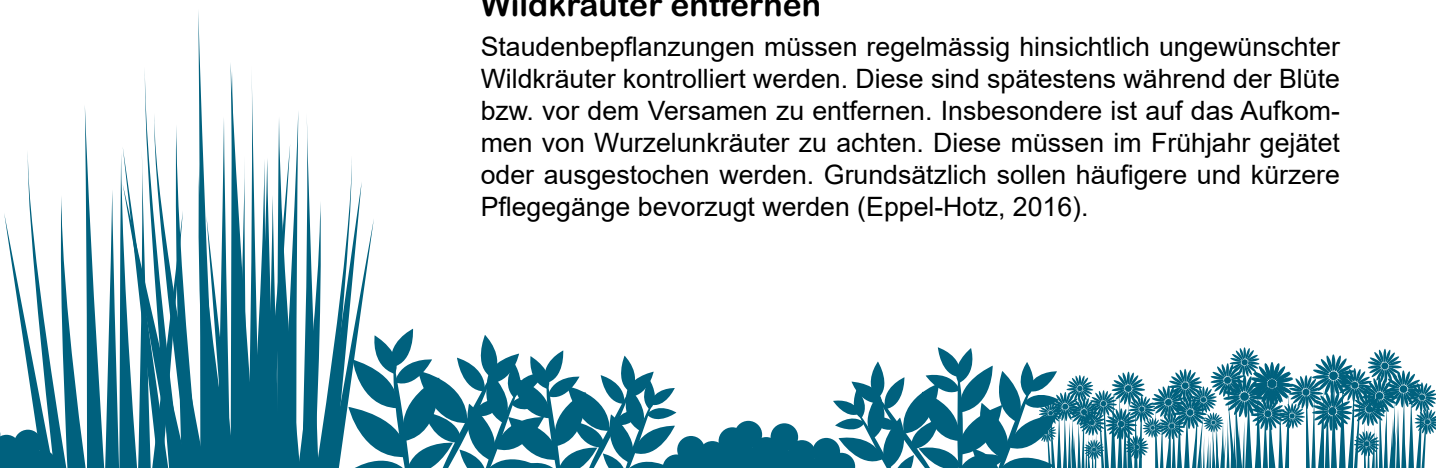 Wildkräuter entfernen
Staudenbepflanzungen müssen regelmässig hinsichtlich ungewünschter
Wildkräuter kontrolliert werden. Diese sind spätestens während der Blüte
bzw. vor dem Versamen zu entfernen. Insbesondere ist auf das Aufkom-
men von Wurzelunkräuter zu achten. Diese müssen im Frühjahr gejätet
oder ausgestochen werden. Grundsätzlich sollen häufigere und kürzere
Pflegegänge bevorzugt werden (Eppel-Hotz, 2016).